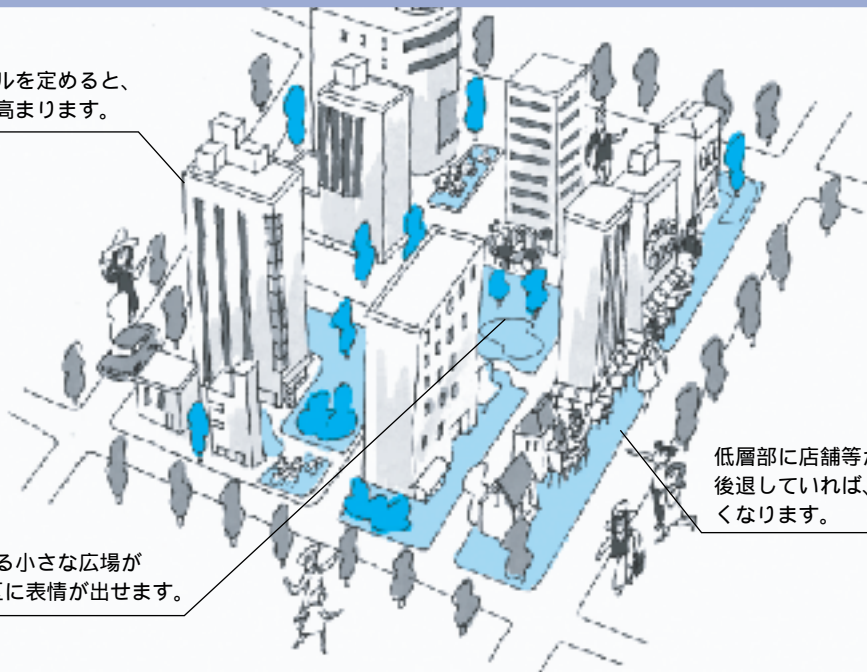 ルを定めると、
高まります。
低層部に店舗等が
後退していれば、
くなります。
る小さな広場が
に表情が出せます。